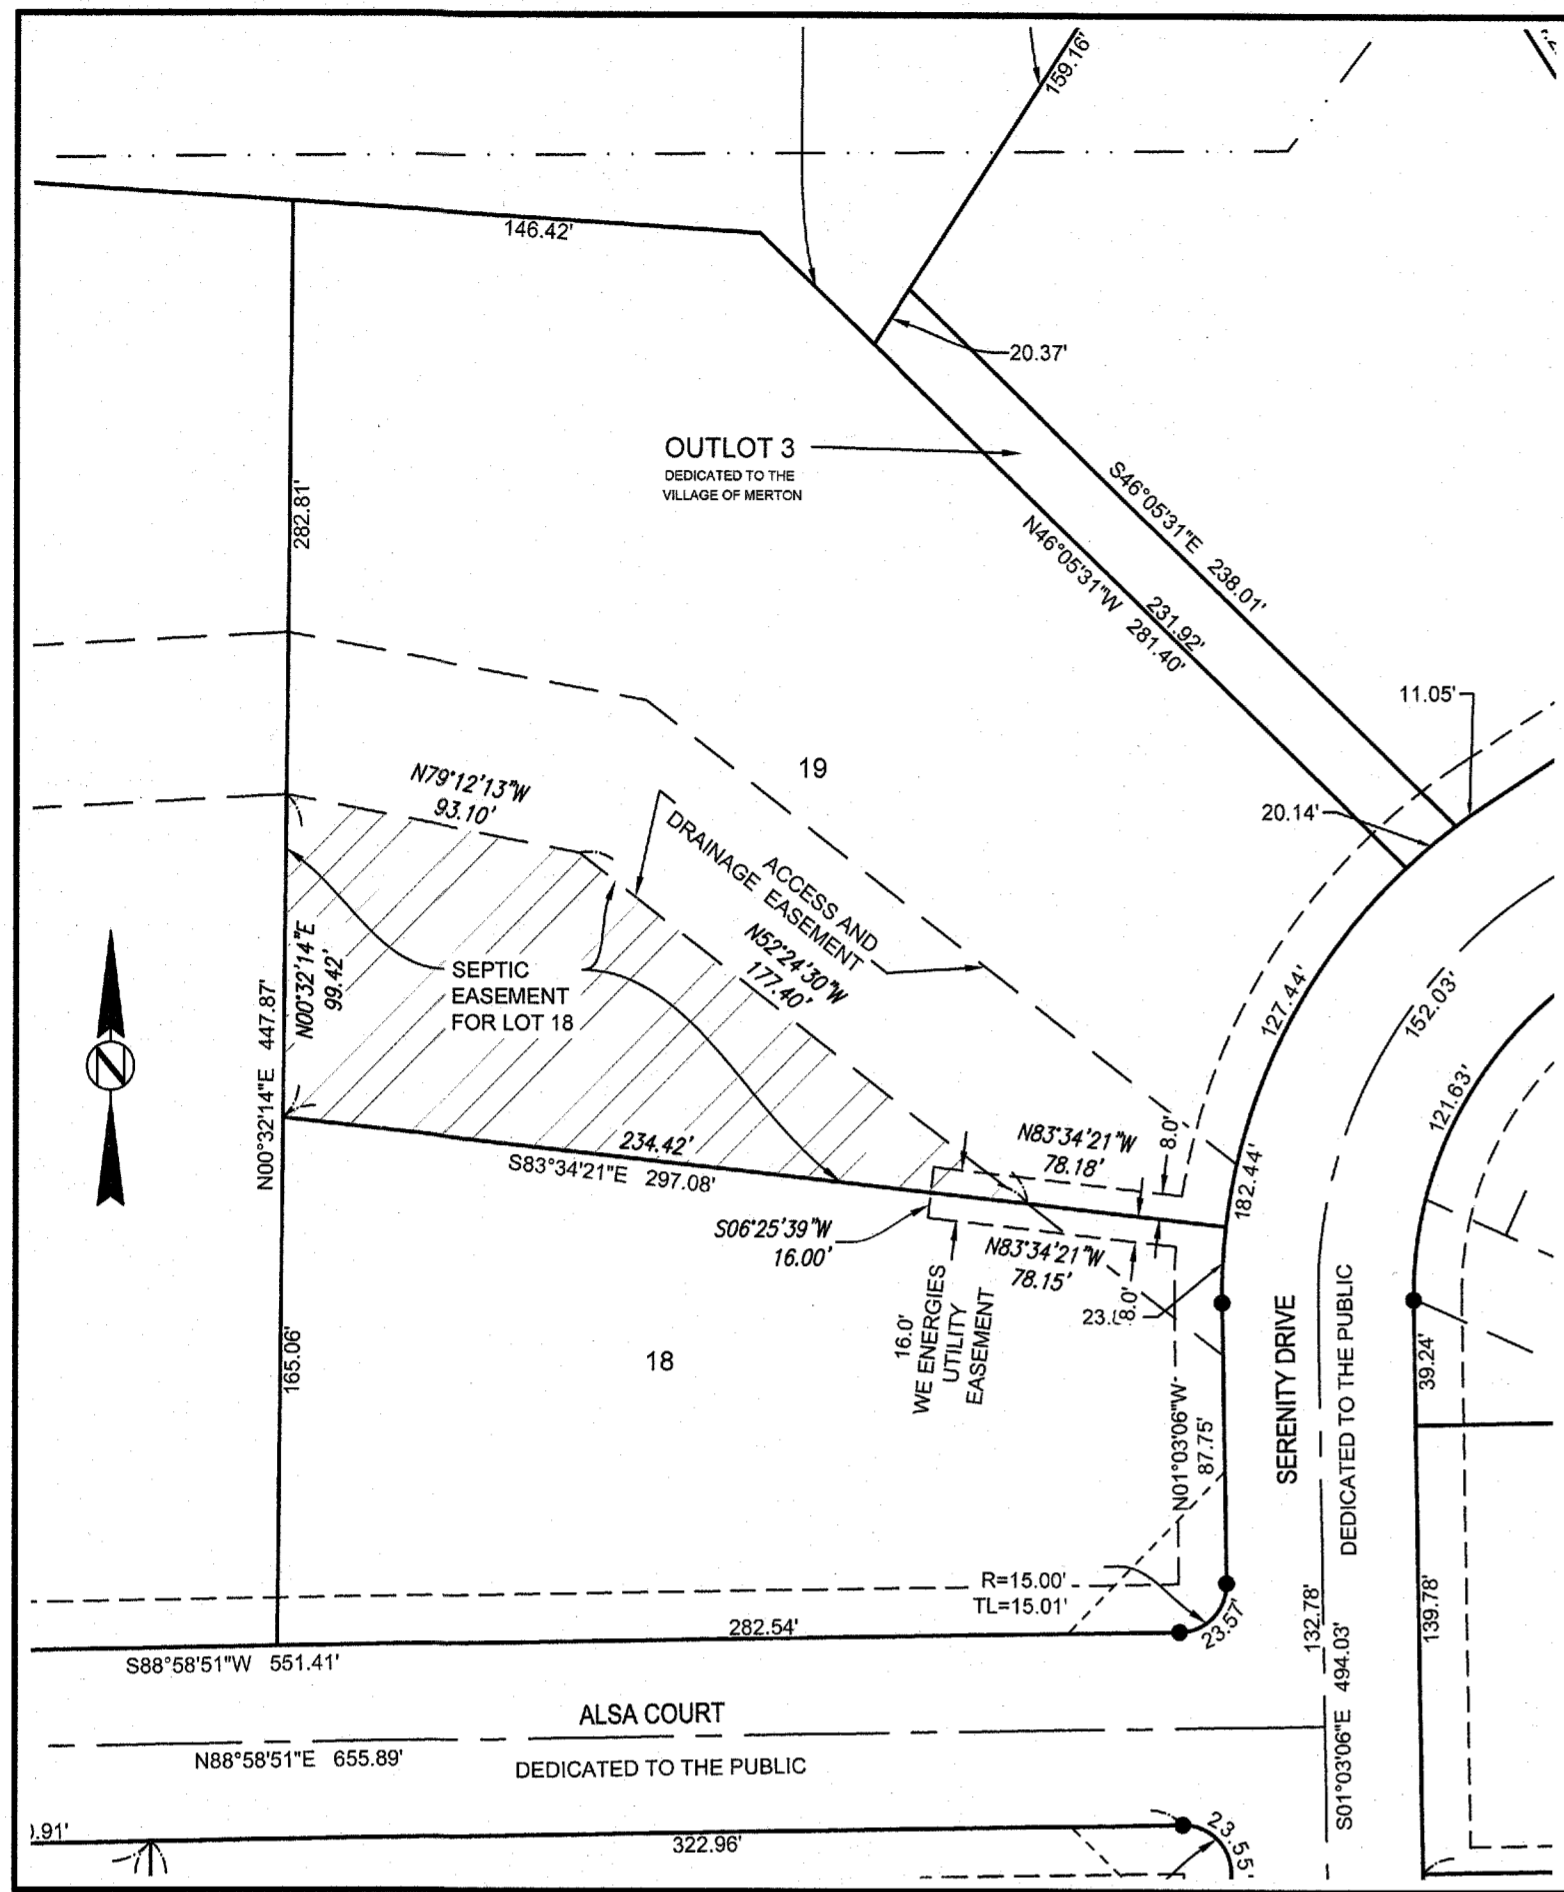 159.16'
146.42'
20.37'
OUTLOT 3
DEDICATED TO THE
VILLAGE OF MERTON
282.81'
S46°05'31"E 238.01'
231.92'
N46°05'31"W 281.40'
11.05'
20.14'
19
N79°12'13"W
93.10'
DRAINAGE EASEMENT
ACCESS AND
N52°24'30"W
177.40'
SEPTIC
EASEMENT
FOR LOT 18
N00°32'14"E
99.42'
N00°32'14"E 447.87'
N
127.44'
152.03'
121.63'
182.44'
234.42'
S83°34'21"E 297.08'
N83°34'21"W
78.18'
8.0'
S06°25'39"W
16.00'
N83°34'21"W
78.15'
8.0'
16.0'
WE ENERGIES
UTILITY
EASEMENT
165.06'
18
N01°03'06"W
87.75'
SERENITY DRIVE
DEDICATED TO THE PUBLIC
39.24'
R=15.00'
TL=15.01'
23.57'
282.54'
S88°58'51"W 551.41'
132.78'
S01°03'06"E 494.03'
139.78'
ALSA COURT
N88°58'51"E 655.89'
DEDICATED TO THE PUBLIC
322.96'
23.55'